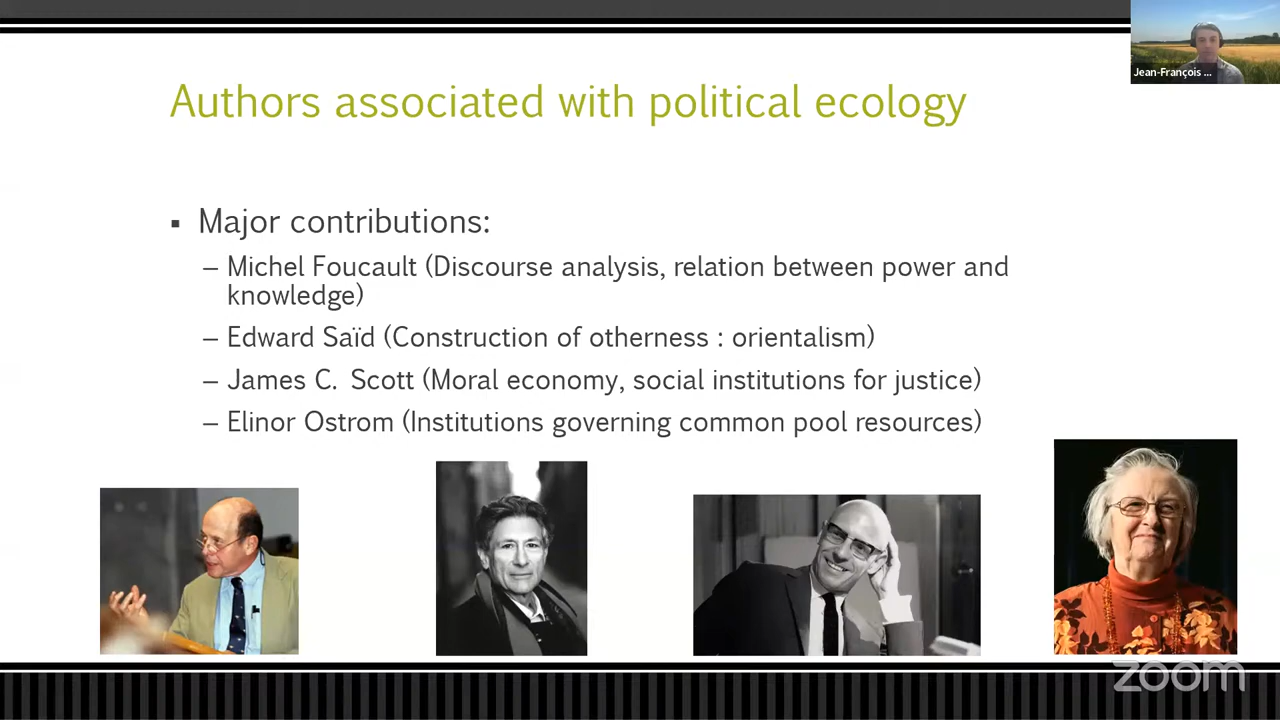 Jean-François ...
Authors associated with political ecology
▪ Major contributions:
– Michel Foucault (Discourse analysis, relation between power and
knowledge)
– Edward Saïd (Construction of otherness : orientalism)
– James C. Scott (Moral economy, social institutions for justice)
– Elinor Ostrom (Institutions governing common pool resources)
zoom